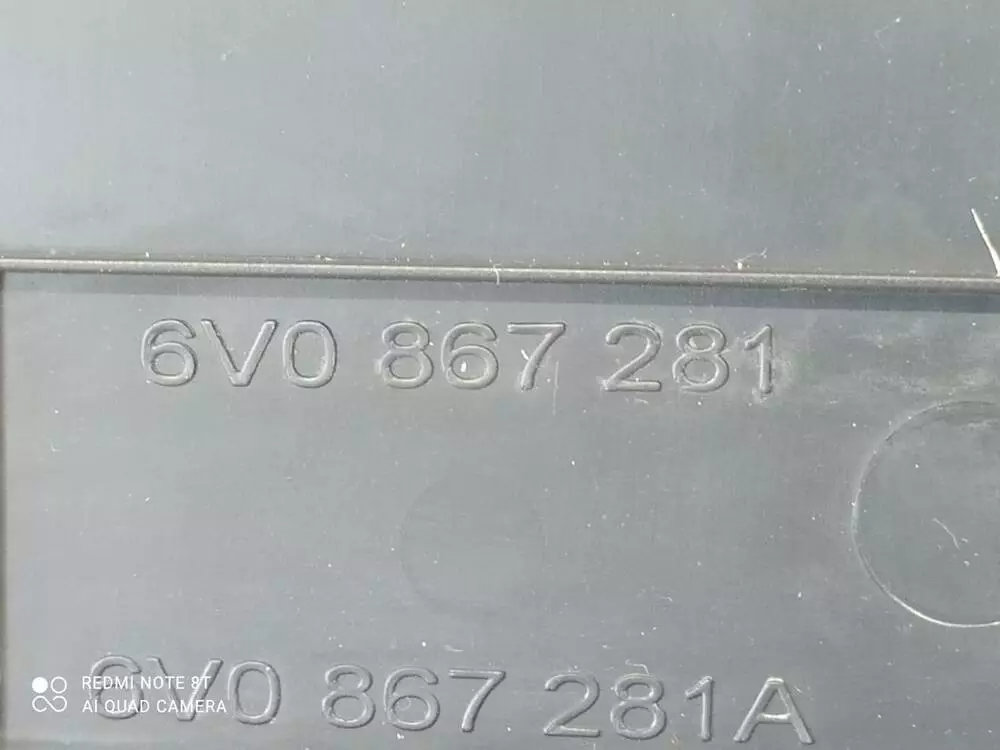 6V0 867 281
6V0 867 281A
REDMI NOTE 8T
AI QUAD CAMERA